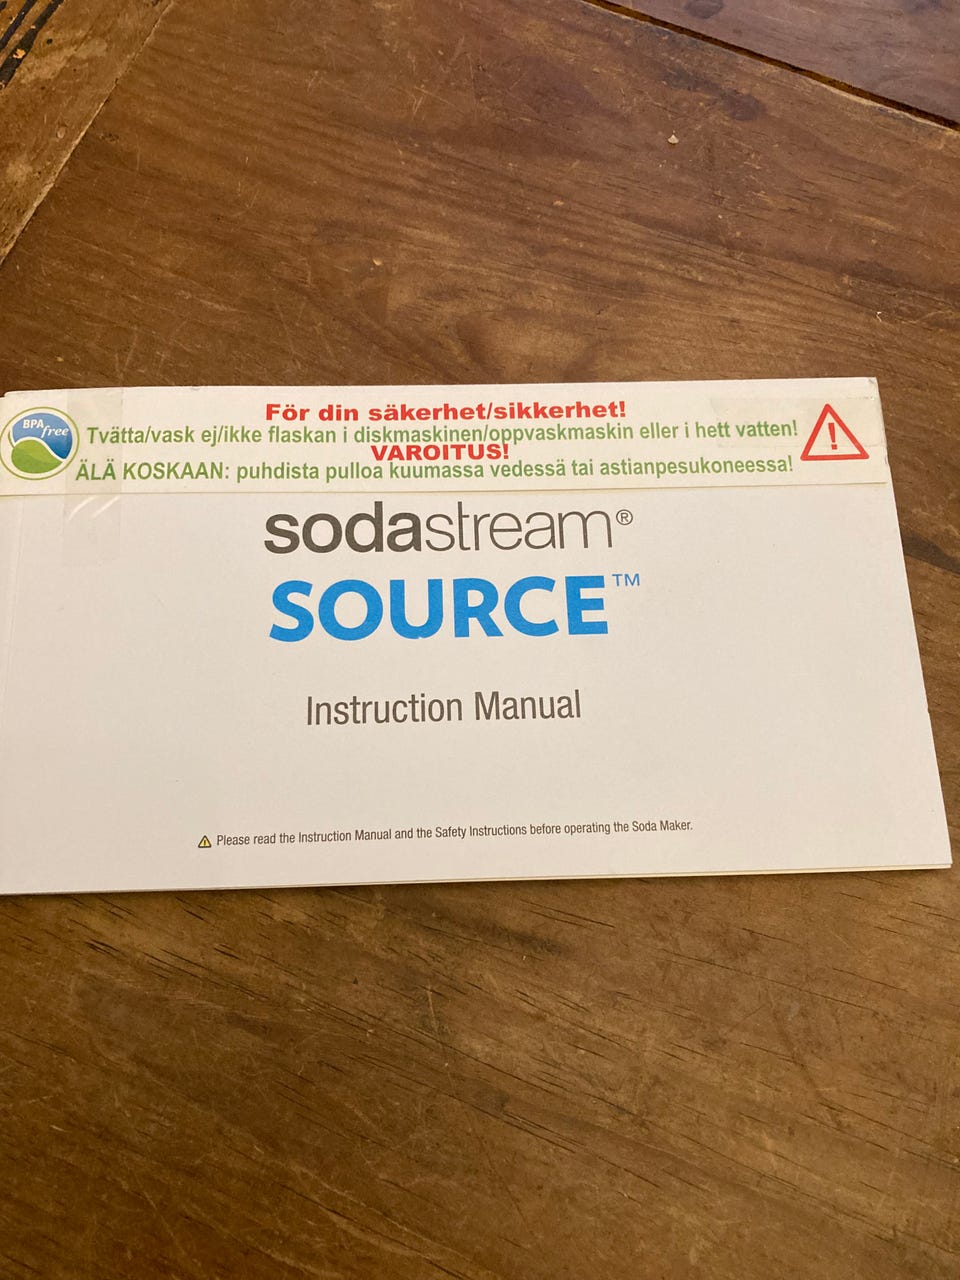 BPA
free
För din säkerhet/sikkerhet!
Tvätta/vask ej/ikke flaskan i diskmaskinen/oppvaskmaskin eller i hett vatten!
VAROITUS!
ÄLÄ KOSKAAN: puhdista pulloa kuumassa vedessä tai astianpesukoneessa!
sodastream®
SOURCE™
Instruction Manual
Please read the Instruction Manual and the Safety Instructions before operating the Soda Maker.